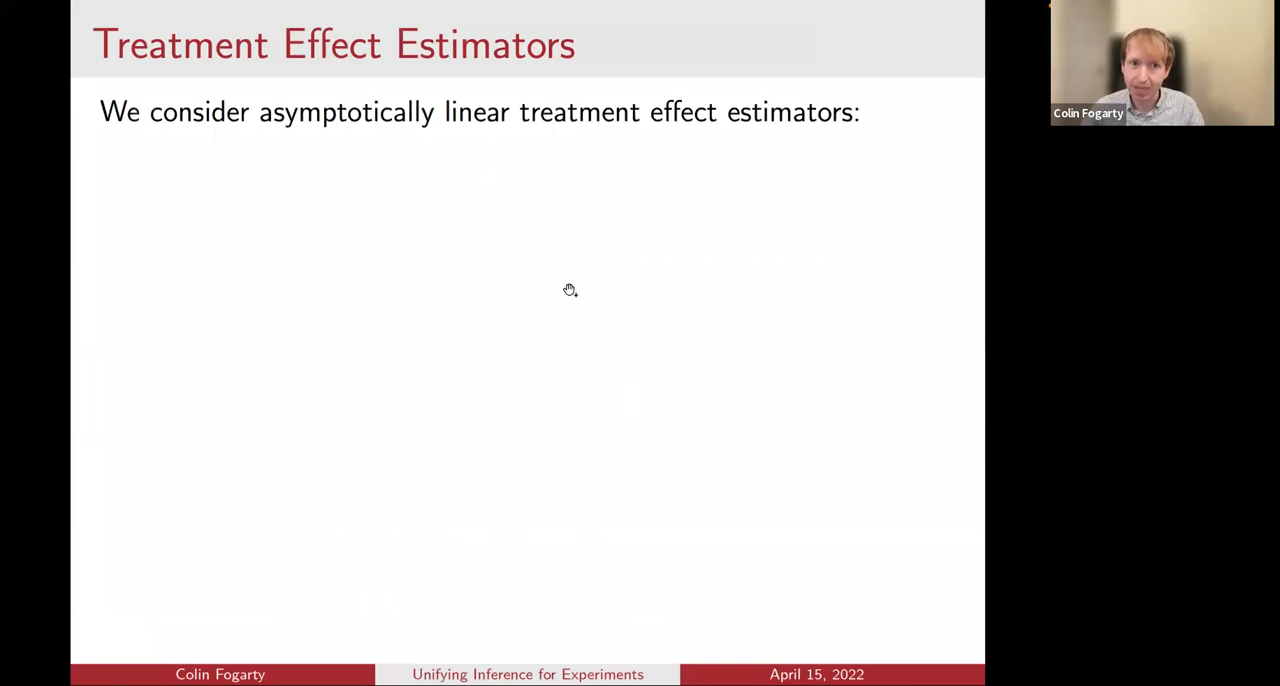 Treatment Effect Estimators
We consider asymptotically linear treatment effect estimators:
Colin Fogarty
Colin Fogarty
Unifying Inference for Experiments
April 15, 2022